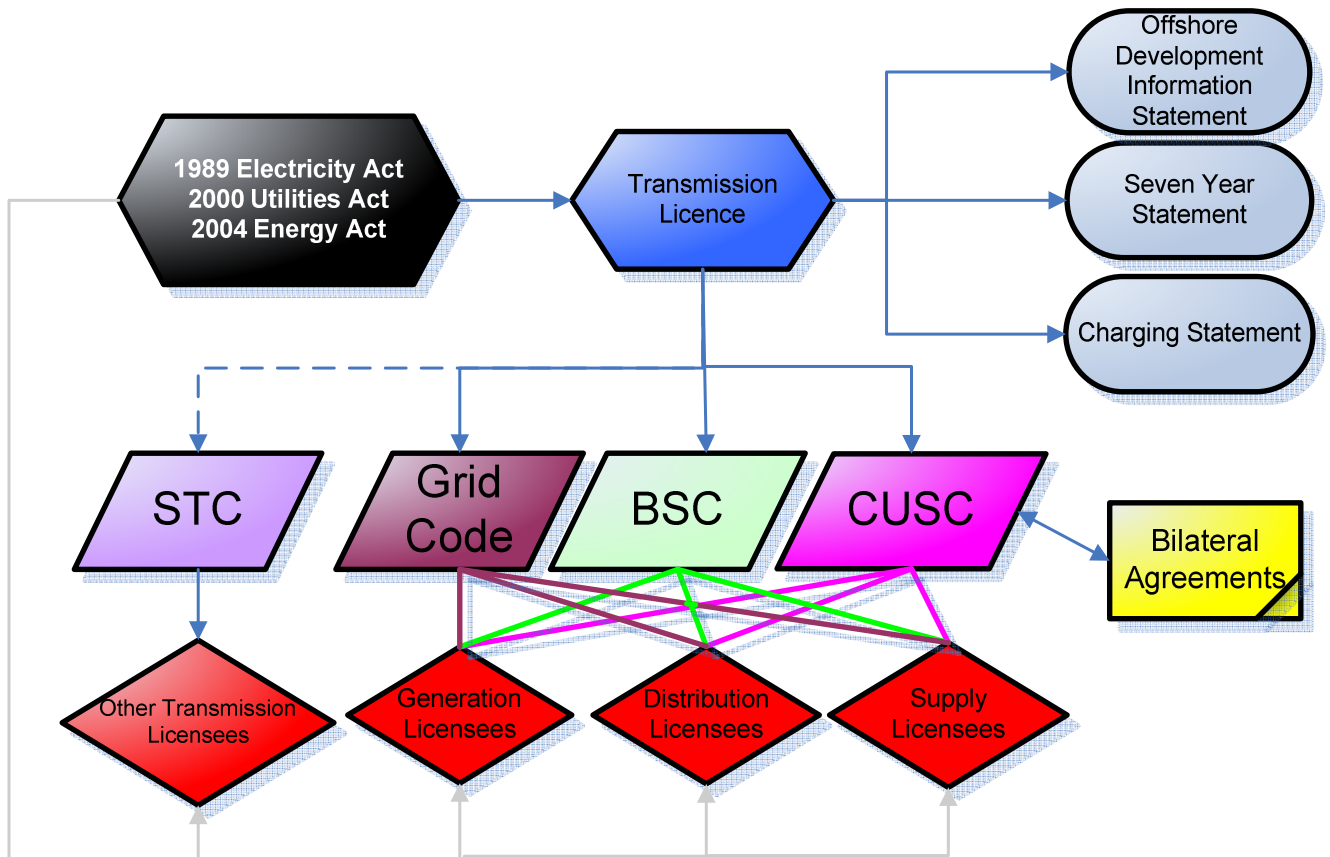 Offshore
Development
Information
Statement
1989 Electricity Act
2000 Utilities Act
2004 Energy Act
Transmission
Licence
Seven Year
Statement
Charging Statement
STC
Grid
Code
BSC
CUSC
Bilateral
Agreements
Other Transmission
Licensees
Generation
Licensees
Distribution
Licensees
Supply
Licensees